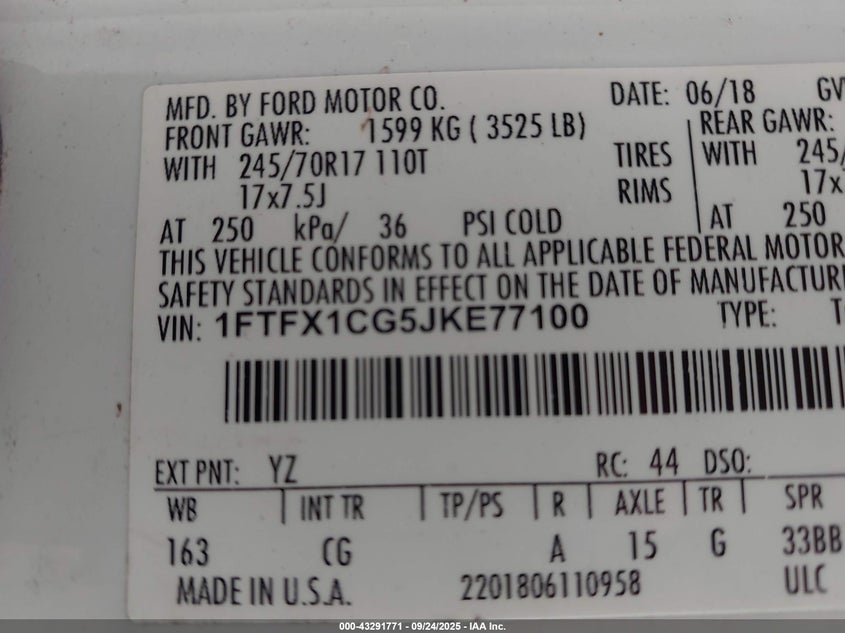 MFD. BY FORD MOTOR CO. DATE: 06/18 GV
FRONT GAWR: 1599 KG ( 3525 LB) REAR GAWR:
WITH 245/70R17 110T TIRES WITH 245/
17x7.5J RIMS 17x
AT 250 kPa/ 36 PSI COLD AT 250
THIS VEHICLE CONFORMS TO ALL APPLICABLE FEDERAL MOTOR
SAFETY STANDARDS IN EFFECT ON THE DATE OF MANUFACTUR
VIN: 1FTFX1CG5JKE77100 TYPE: T
EXT PNT: YZ RC: 44 DSO:
WB INT TR TP/PS R AXLE TR SPR
163 CG A 15 G 33BB
MADE IN U.S.A. 2201806110958 ULC
000-43291771 - 09/24/2025 - IAA Inc.